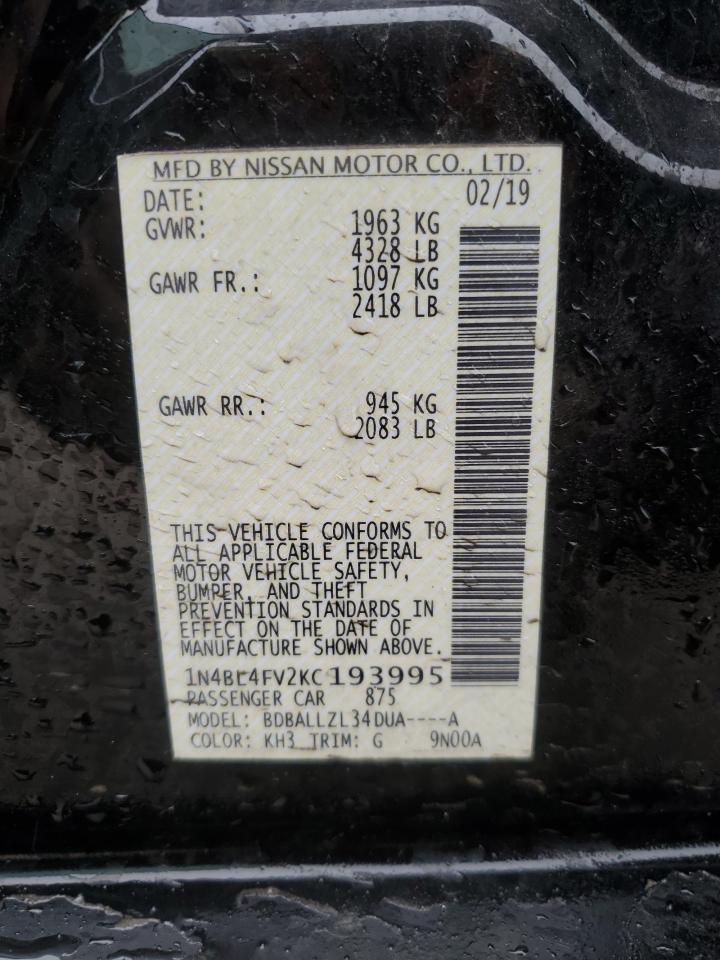 MFD BY NISSAN MOTOR CO., LTD.
DATE: 02/19
GVWR: 1963 KG
4328 LB
GAWR FR.: 1097 KG
2418 LB
GAWR RR.: 945 KG
2083 LB
THIS VEHICLE CONFORMS TO
ALL APPLICABLE FEDERAL
MOTOR VEHICLE SAFETY,
BUMPER, AND THEFT
PREVENTION STANDARDS IN
EFFECT ON THE DATE OF
MANUFACTURE SHOWN ABOVE.
1N4BL4FV2KC193995
PASSENGER CAR 875
MODEL: BDBALLZL34DUA----A
COLOR: KH3 TRIM: G 9N00A